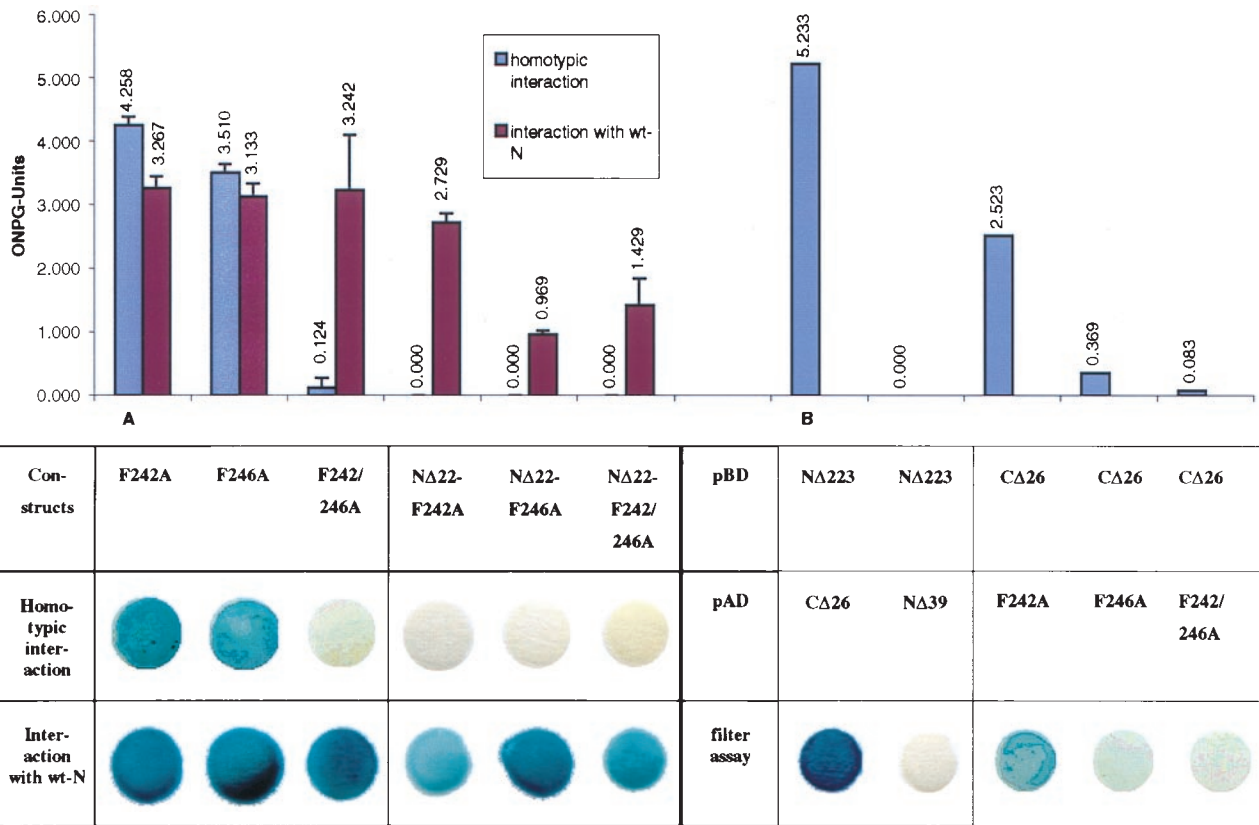 6.000
5.000
4.000
3.000
2.000
1.000
0.000
ONPG-Units
4.258
3.267
3.510
3.133
0.124
3.242
0.000
2.729
0.000
0.969
0.000
1.429
homotypic
interaction
interaction with wt-
N
5.233
0.000
2.523
0.369
0.083
A
B
Con-
structs
F242A
F246A
F242/
246A
NΔ22-
F242A
NΔ22-
F246A
NΔ22-
F242/
246A
pBD
NΔ223
NΔ223
CΔ26
CΔ26
CΔ26
Homo-
typic
inter-
action
pAD
CΔ26
NΔ39
F242A
F246A
F242/
246A
Inter-
action
with wt-N
filter
assay